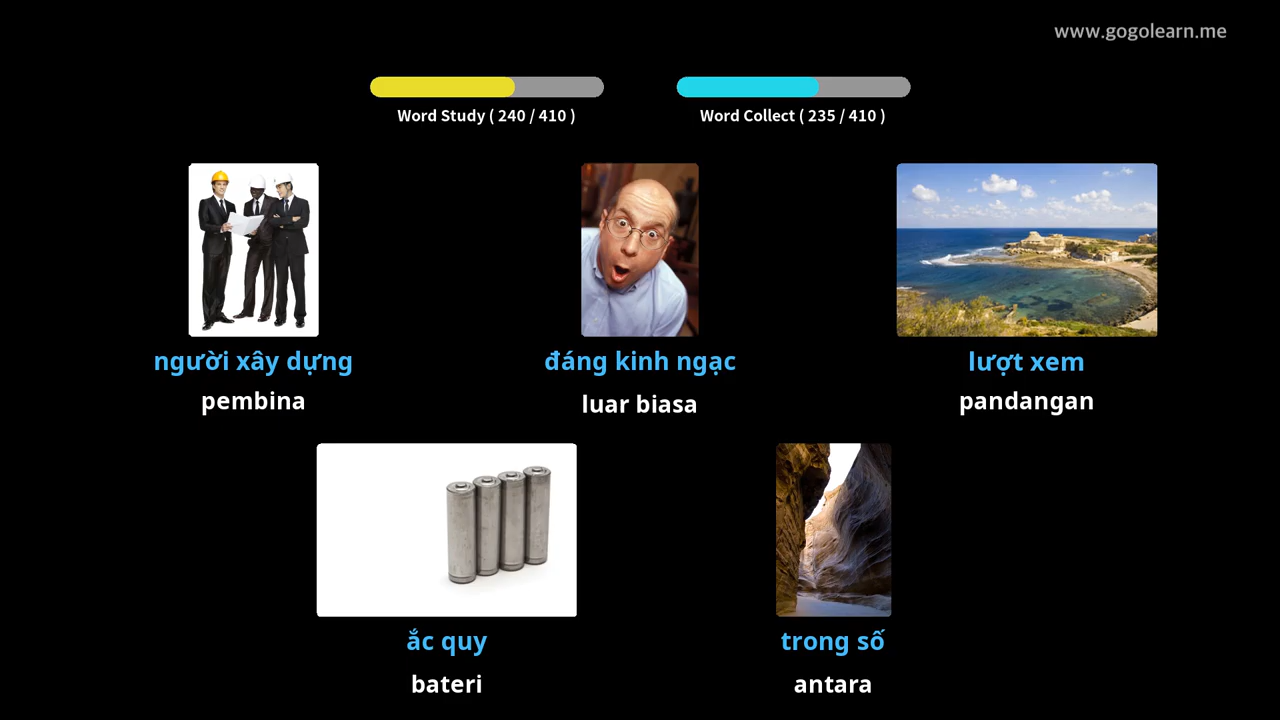 www.gogolearn.me
Word Study ( 240 / 410 )
Word Collect ( 235 / 410 )
người xây dựng
pembina
đáng kinh ngạc
luar biasa
lượt xem
pandangan
ắc quy
bateri
trong số
antara